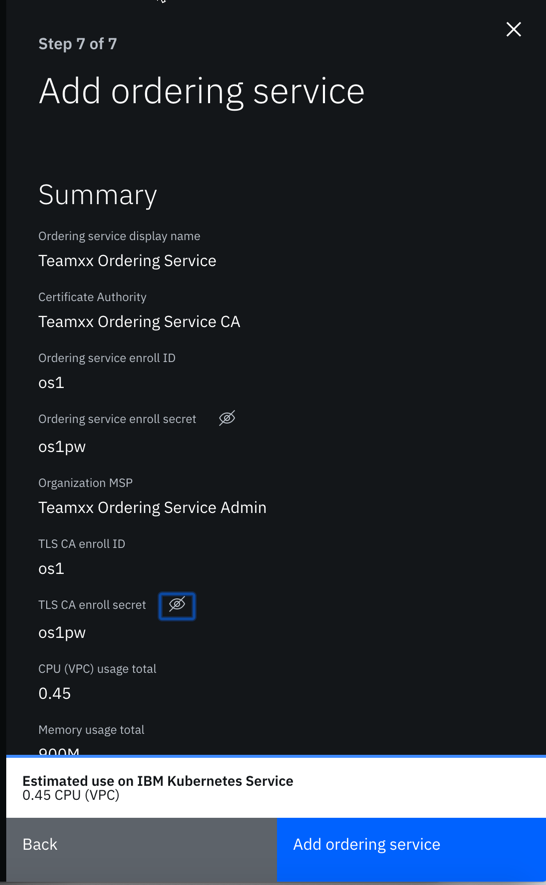 Step 7 of 7
Add ordering service
Summary
Ordering service display name
Teamxx Ordering Service
Certificate Authority
Teamxx Ordering Service CA
Ordering service enroll ID
os1
Ordering service enroll secret
os1pw
Organization MSP
Teamxx Ordering Service Admin
TLS CA enroll ID
os1
TLS CA enroll secret
os1pw
CPU (VPC) usage total
0.45
Memory usage total
900M
Estimated use on IBM Kubernetes Service
0.45 CPU (VPC)
Back
Add ordering service